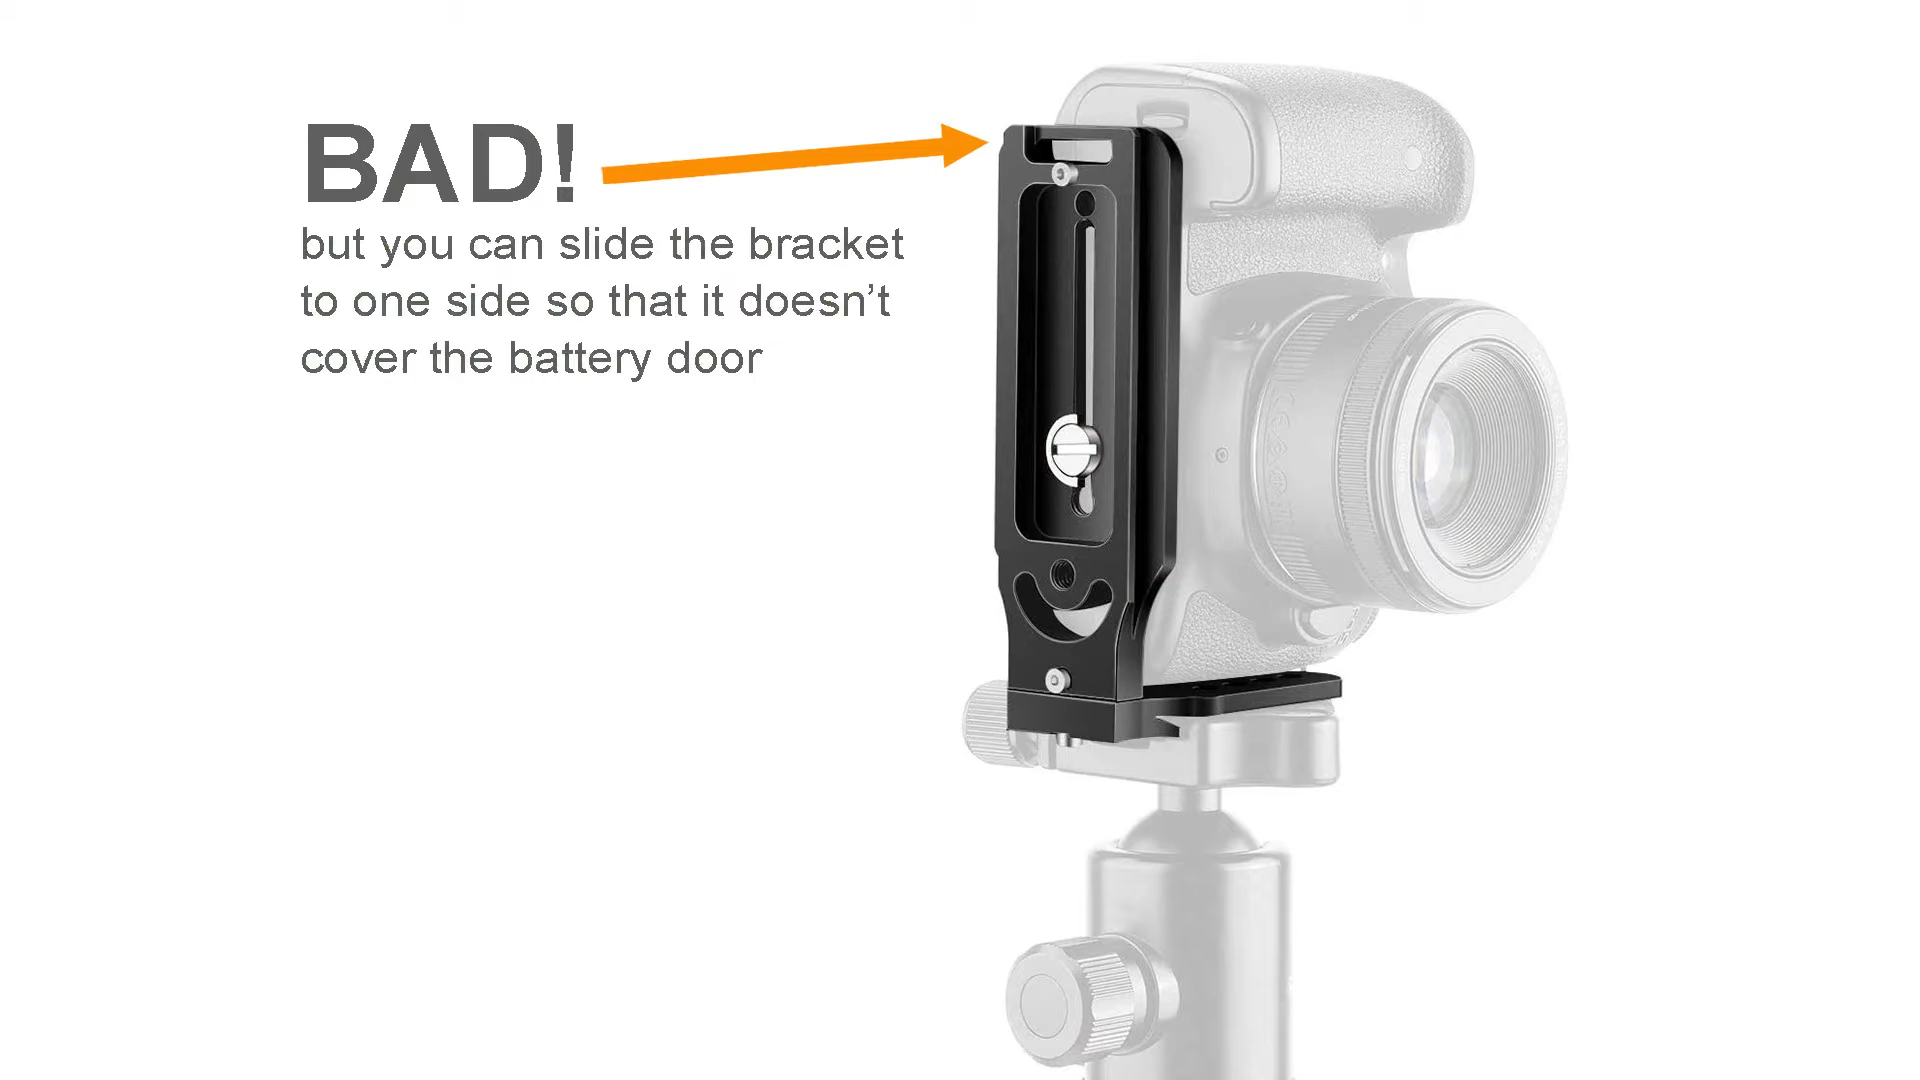 BAD!
but you can slide the bracket
to one side so that it doesn’t
cover the battery door